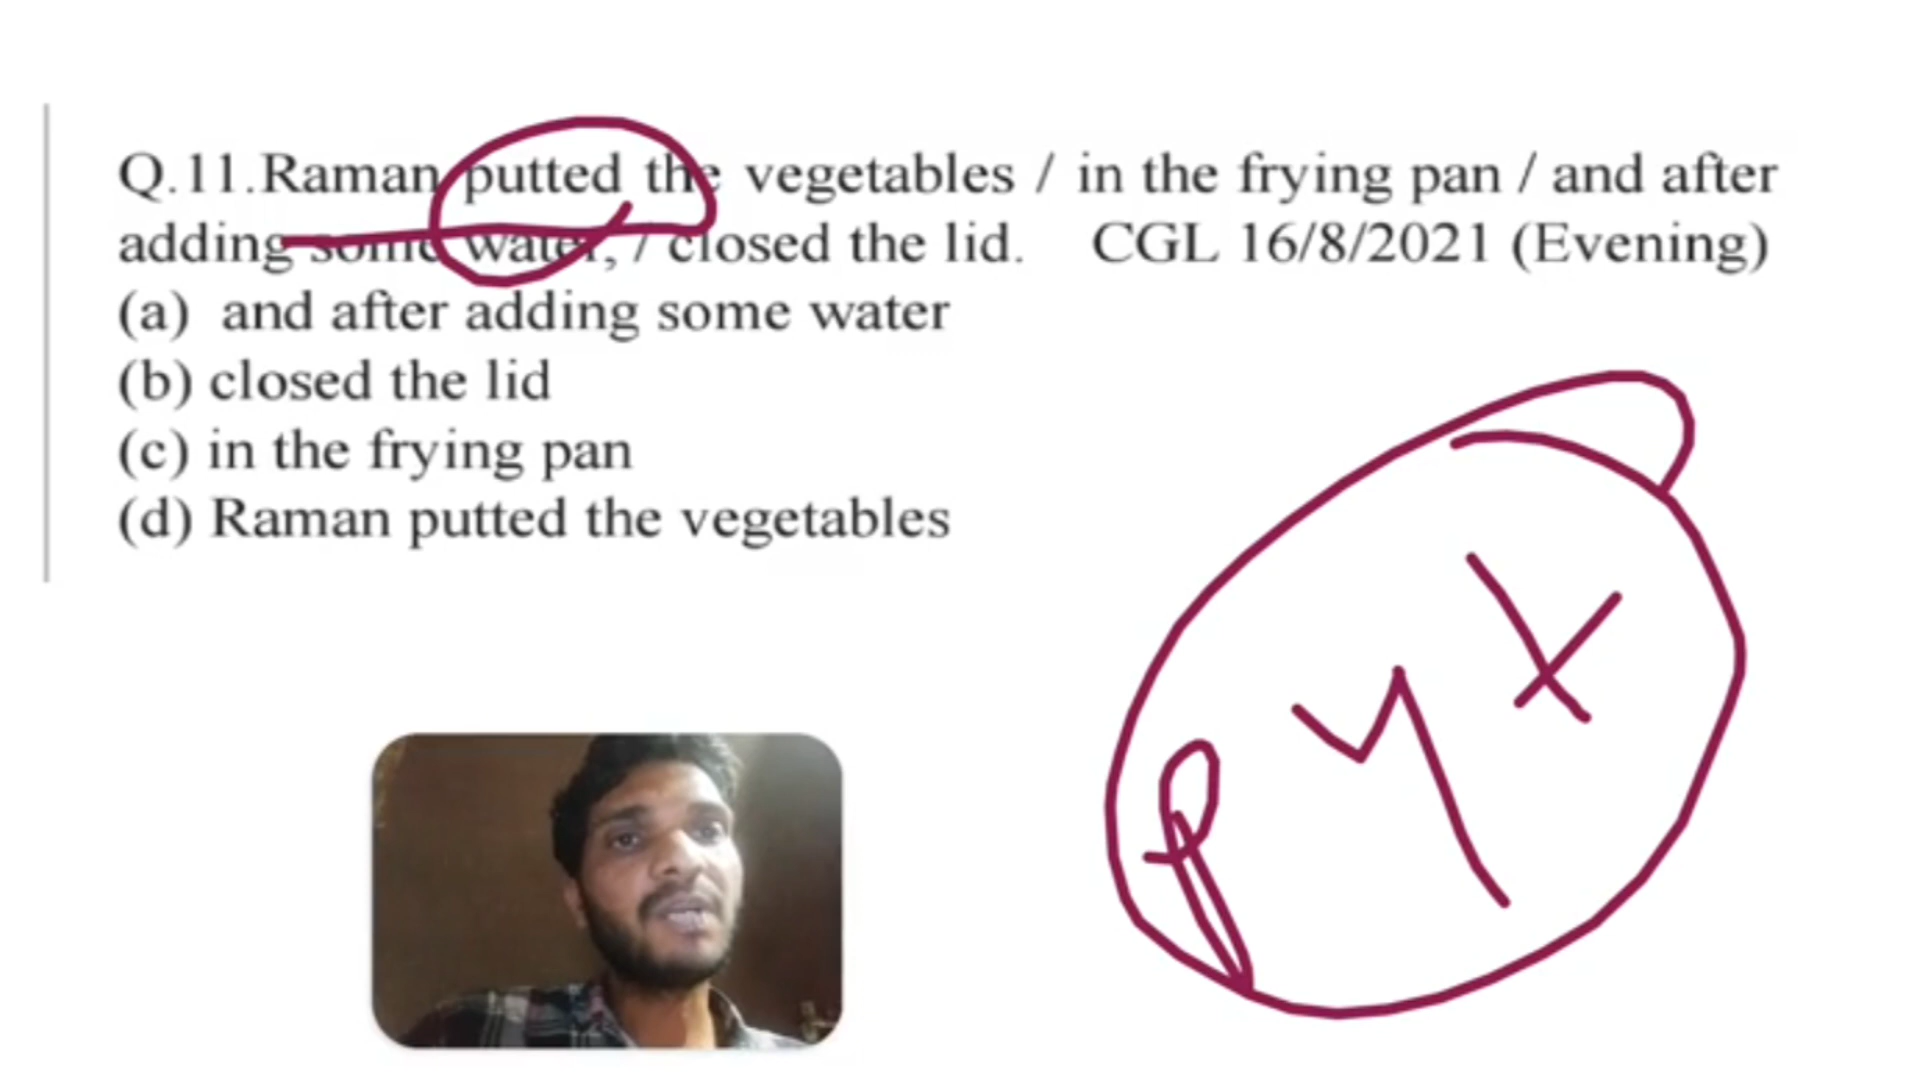 Q.11.Raman putted the vegetables / in the frying pan / and after
adding some water, / closed the lid. CGL 16/8/2021 (Evening)
(a) and after adding some water
(b) closed the lid
(c) in the frying pan
(d) Raman putted the vegetables